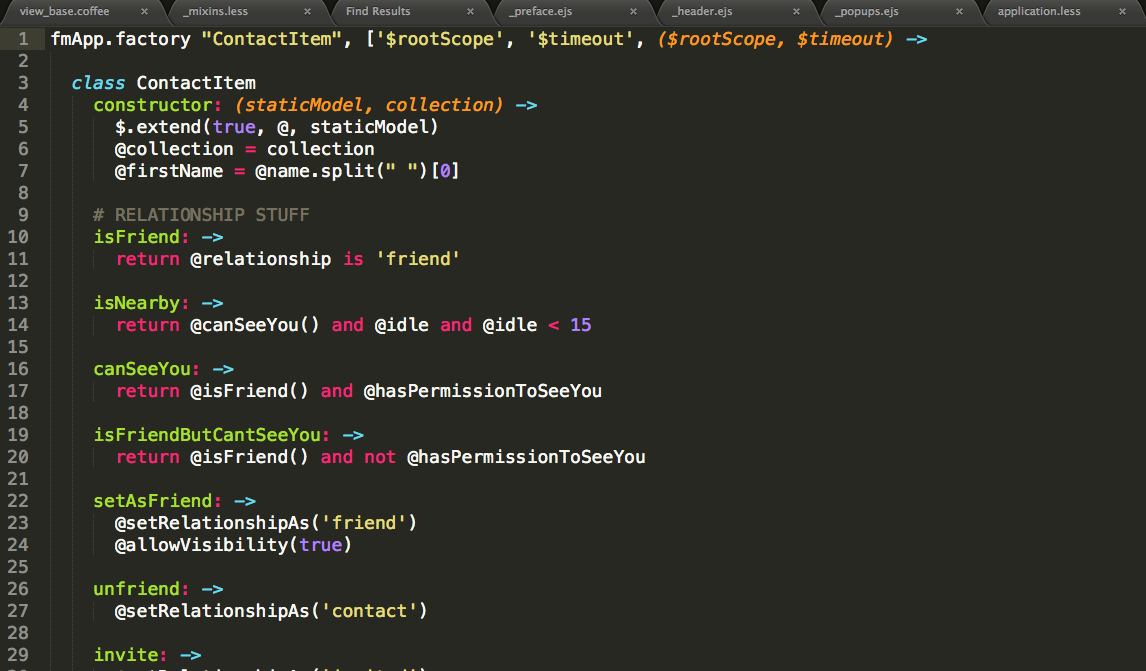 view_base.coffee × _mixins.less × Find Results × _preface.ejs × _header.ejs × _popups.ejs × application.less ×
1 fmApp.factory "ContactItem", ['$rootScope', '$timeout', ($rootScope, $timeout) ->
2
3 class ContactItem
4 constructor: (staticModel, collection) ->
5 $.extend(true, @, staticModel)
6 @collection = collection
7 @firstName = @name.split(" ")[0]
8
9 # RELATIONSHIP STUFF
10 isFriend: ->
11 return @relationship is 'friend'
12
13 isNearby: ->
14 return @canSeeYou() and @idle and @idle < 15
15
16 canSeeYou: ->
17 return @isFriend() and @hasPermissionToSeeYou
18
19 isFriendButCantSeeYou: ->
20 return @isFriend() and not @hasPermissionToSeeYou
21
22 setAsFriend: ->
23 @setRelationshipAs('friend')
24 @allowVisibility(true)
25
26 unfriend: ->
27 @setRelationshipAs('contact')
28
29 invite: ->